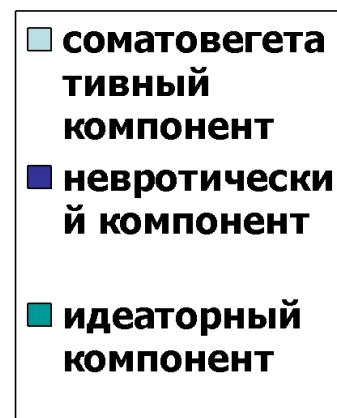 соматовегета
тивный
компонент
невротически
й компонент
идеаторный
компонент